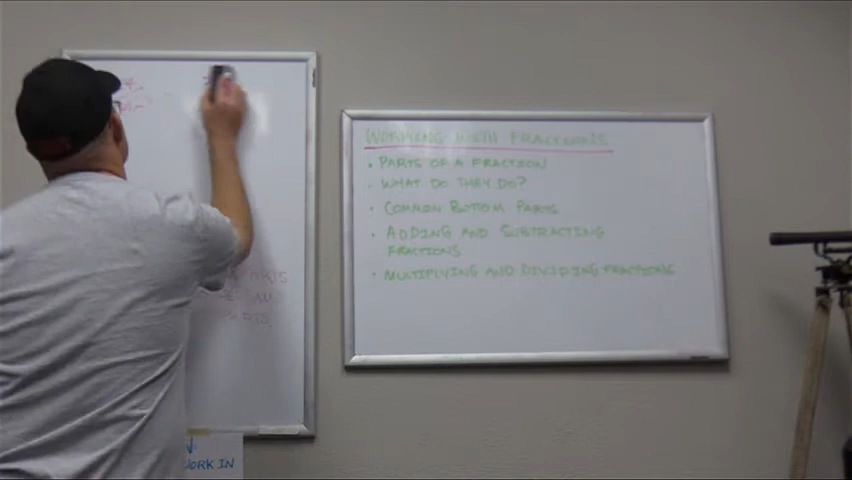 WORKING WITH FRACTIONS
• PARTS OF A FRACTION
• WHAT DO THEY DO?
• COMMON BOTTOM PARTS
• ADDING AND SUBTRACTING
FRACTIONS
• MULTIPLYING AND DIVIDING FRACTIONS
WORK IN